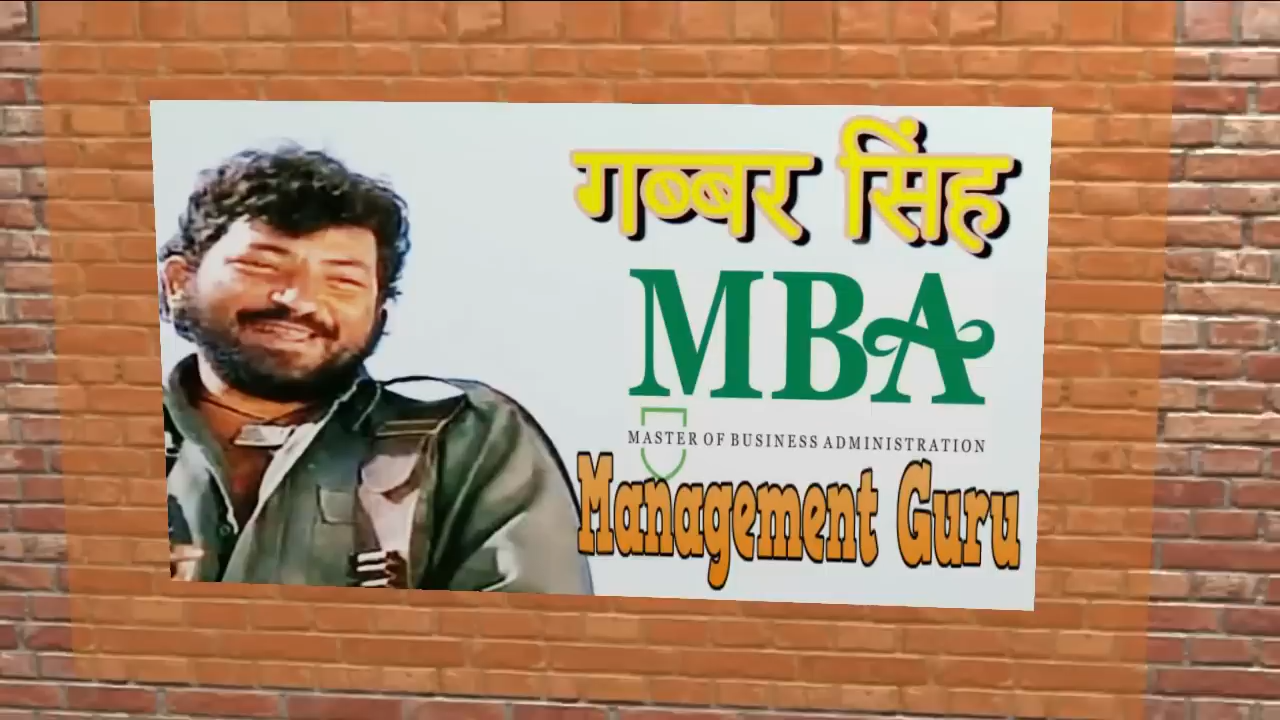 गब्बर सिंह
MBA
MASTER OF BUSINESS ADMINISTRATION
Management Guru